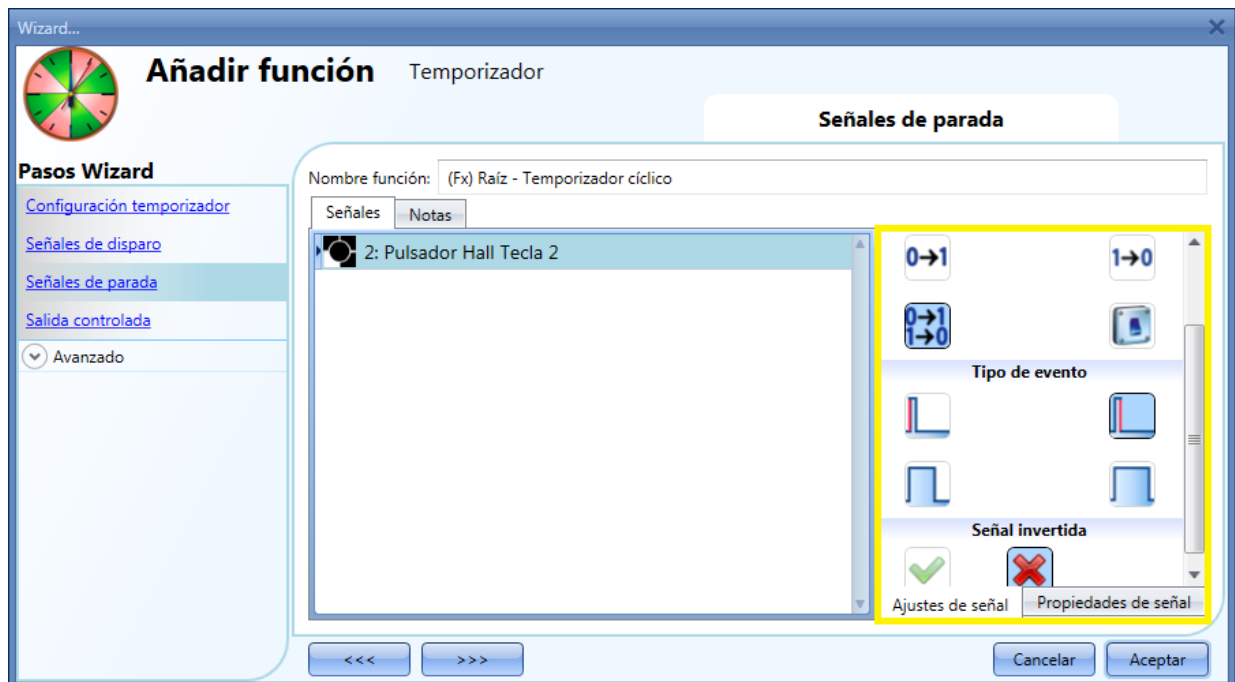 Wizard...
Añadir función Temporizador
Señales de parada
Pasos Wizard
Configuración temporizador
Señales de disparo
Señales de parada
Salida controlada
Avanzado
Nombre función: (Fx) Raíz - Temporizador cíclico
Señales Notas
2: Pulsador Hall Tecla 2
0→1 1→0
0→1
1→0
Tipo de evento
Señal invertida
Ajustes de señal Propiedades de señal
<<< >>> Cancelar Aceptar